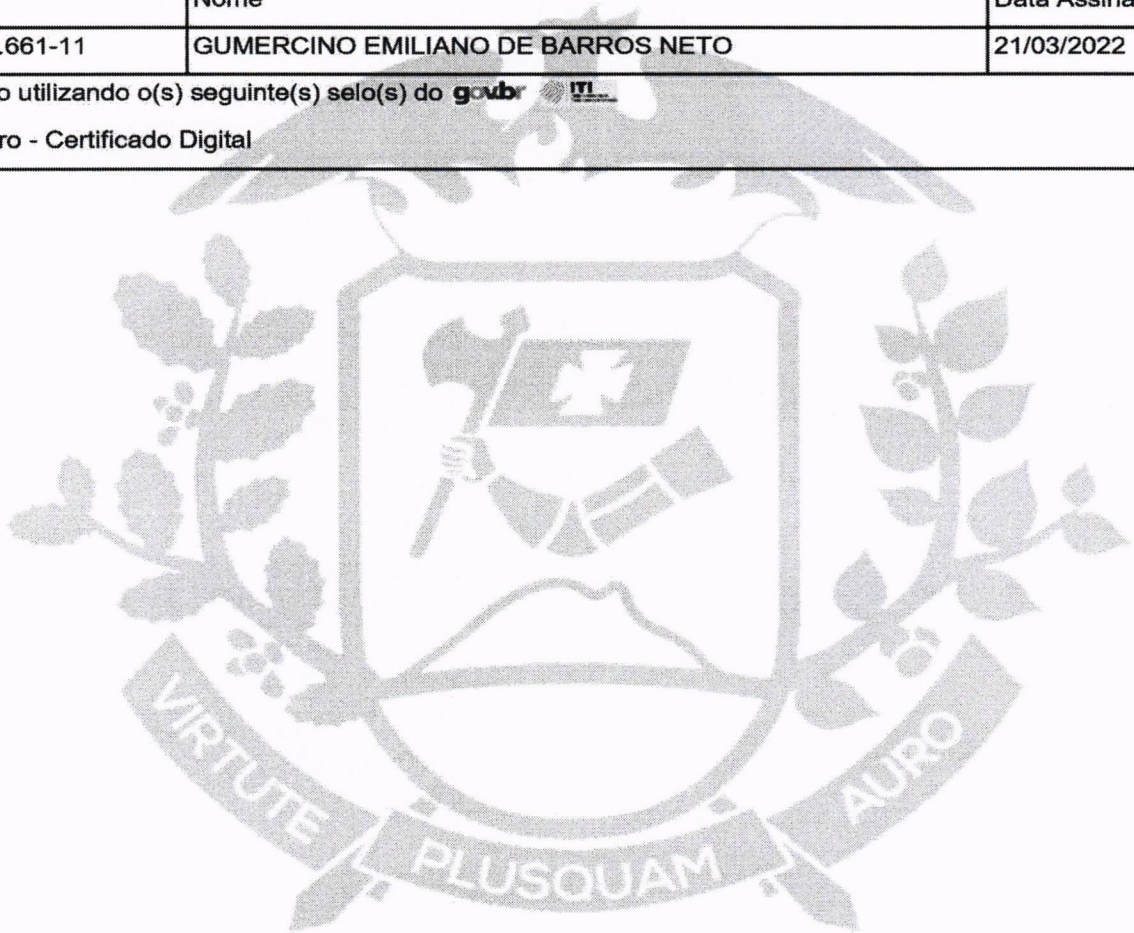 Nome
Data Assina
.661-11 GUMERCINO EMILIANO DE BARROS NETO 21/03/2022
o utilizando o(s) seguinte(s) selo(s) do govbr ITI
ro - Certificado Digital
VIRTUTE
PLUSQUAM
AURO